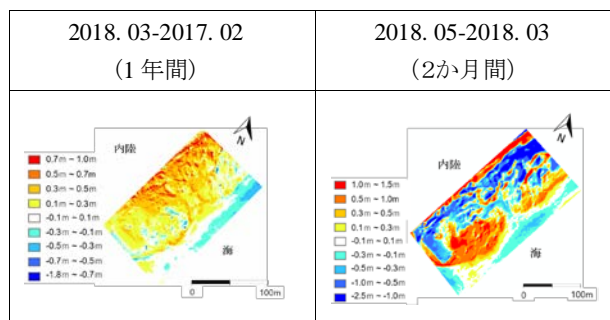 2018. 03-2017. 02
(1 年間)
2018. 05-2018. 03
(２か月間)
内陸
N
0.7m ~ 1.0m
0.5m ~ 0.7m
0.3m ~ 0.5m
0.1m ~ 0.3m
-0.1m ~ 0.1m
-0.3m ~ -0.1m
-0.5m ~ -0.3m
-0.7m ~ -0.5m
-1.8m ~ -0.7m
海
0 100m
内陸
N
1.0m ~ 1.5m
0.5m ~ 1.0m
0.3m ~ 0.5m
0.1m ~ 0.3m
-0.1m ~ 0.1m
-0.3m ~ -0.1m
-0.5m ~ -0.3m
-1.0m ~ -0.5m
-2.5m ~ -1.0m
海
0 100m